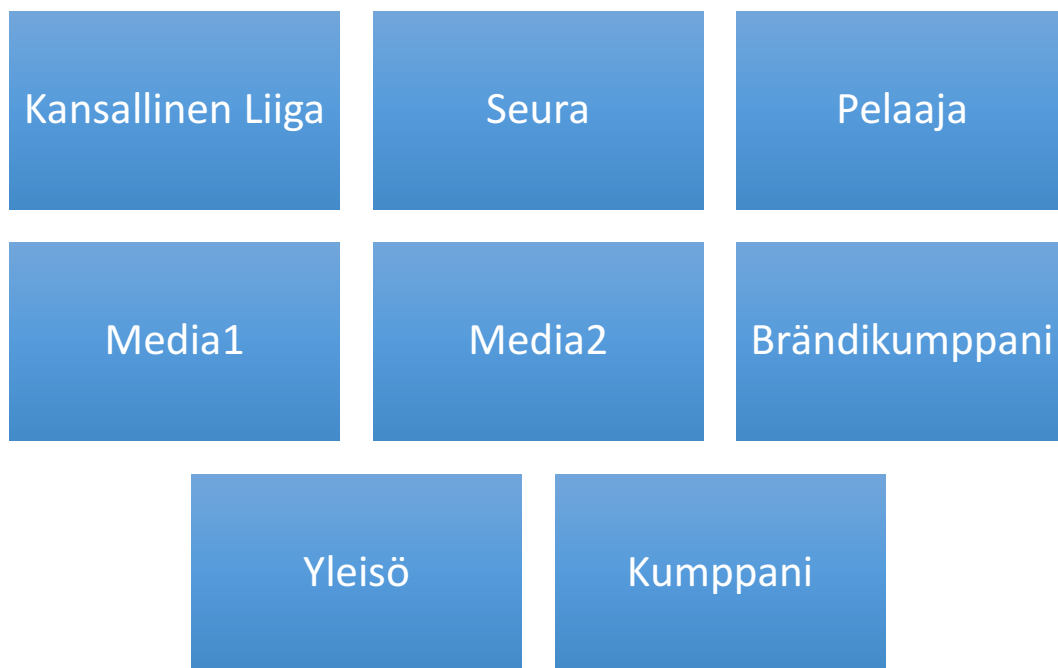 Kansallinen Liiga
Seura
Pelaaja
Media1
Media2
Brändikumppani
Yleisö
Kumppani